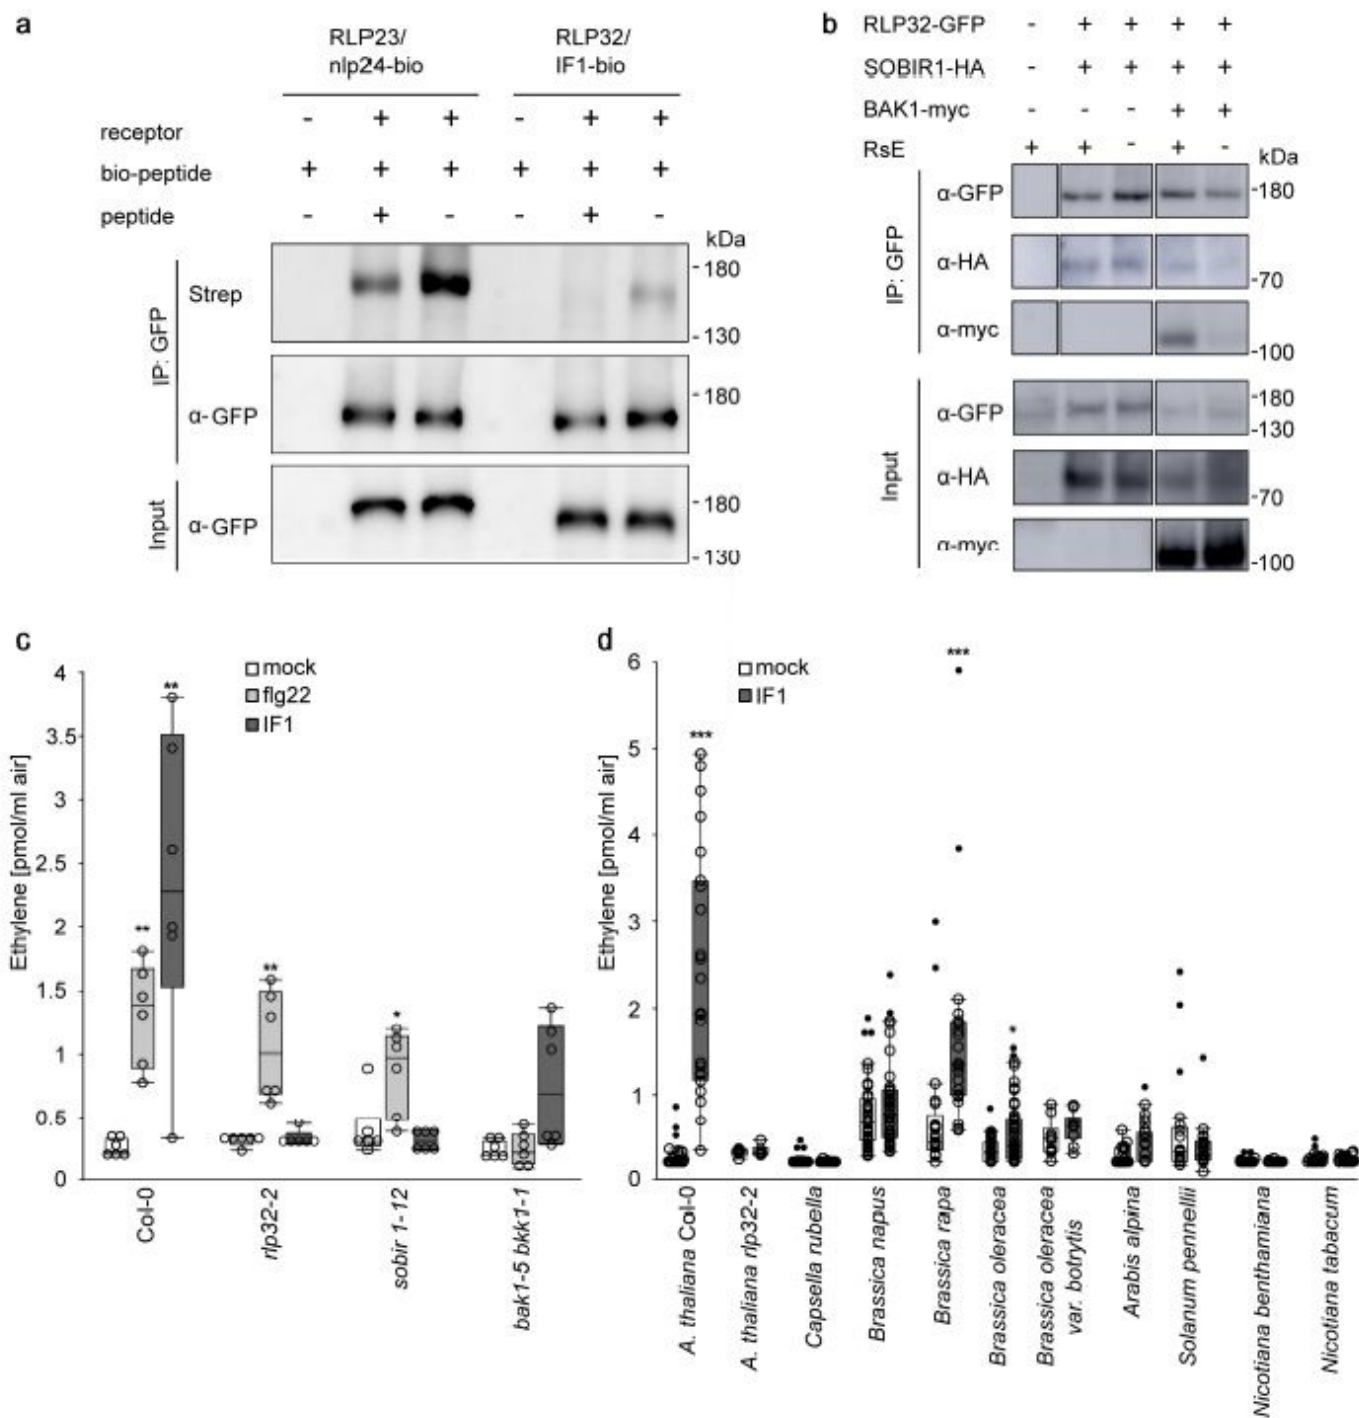 a
RLP23/
nlp24-bio
RLP32/
IF1-bio
receptor - + + - + +
bio-peptide + + + + + +
peptide - + - - + -
kDa
IP: GFP
Strep
-180
-130
α-GFP
-180
Input
α-GFP
-180
-130
b
RLP32-GFP - + + + +
SOBIR1-HA - + + + +
BAK1-myc - - - + +
RsE + + - + -
kDa
IP: GFP
α-GFP
-180
α-HA
-70
α-myc
-100
Input
α-GFP
-180
-130
α-HA
-70
α-myc
-100
c
Ethylene [pmol/ml air]
4
3.5
3
2.5
2
1.5
1
0.5
0
mock
flg22
IF1
**
**
**
*
Col-0
rlp32-2
sobir 1-12
bak1-5 bkk1-1
d
Ethylene [pmol/ml air]
6
5
4
3
2
1
0
mock
IF1
***
***
*
A. thaliana Col-0
A. thaliana rlp32-2
Capsella rubella
Brassica napus
Brassica rapa
Brassica oleracea
Brassica oleracea
var. botrytis
Arabis alpina
Solanum pennellii
Nicotiana benthamiana
Nicotiana tabacum